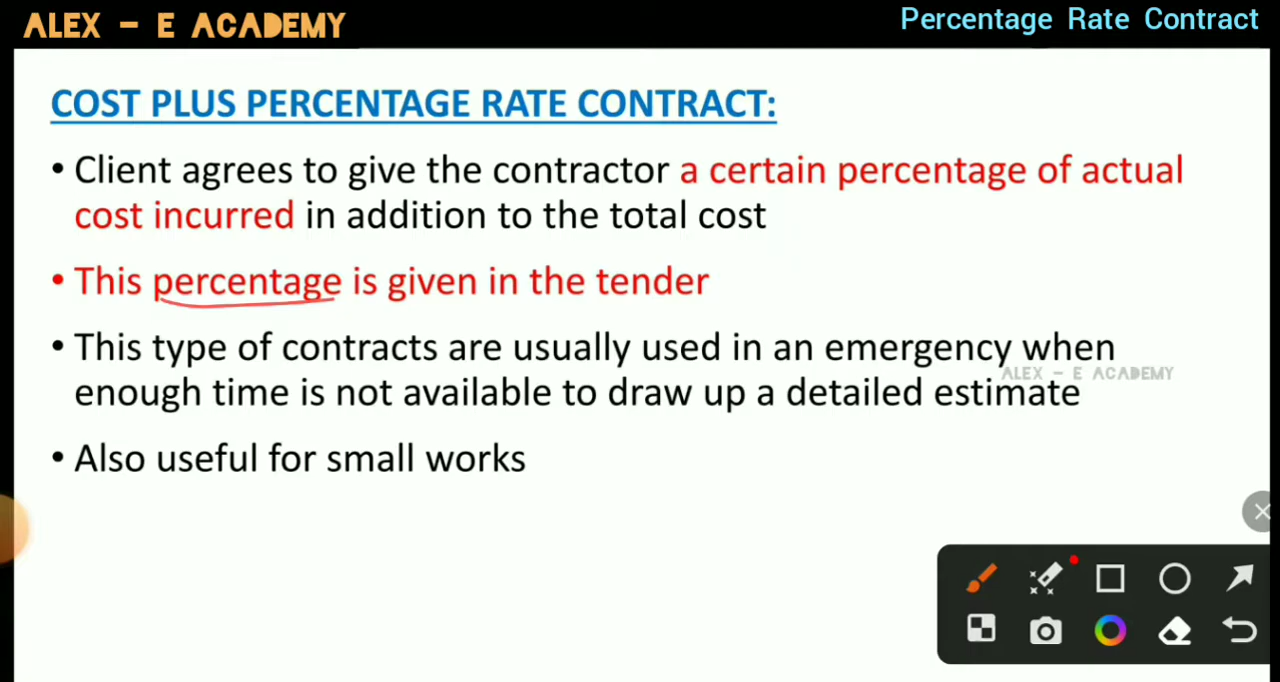 ALEX – E ACADEMY
Percentage Rate Contract
COST PLUS PERCENTAGE RATE CONTRACT:
• Client agrees to give the contractor a certain percentage of actual
cost incurred in addition to the total cost
• This percentage is given in the tender
• This type of contracts are usually used in an emergency when
ALEX – E ACADEMY
enough time is not available to draw up a detailed estimate
• Also useful for small works